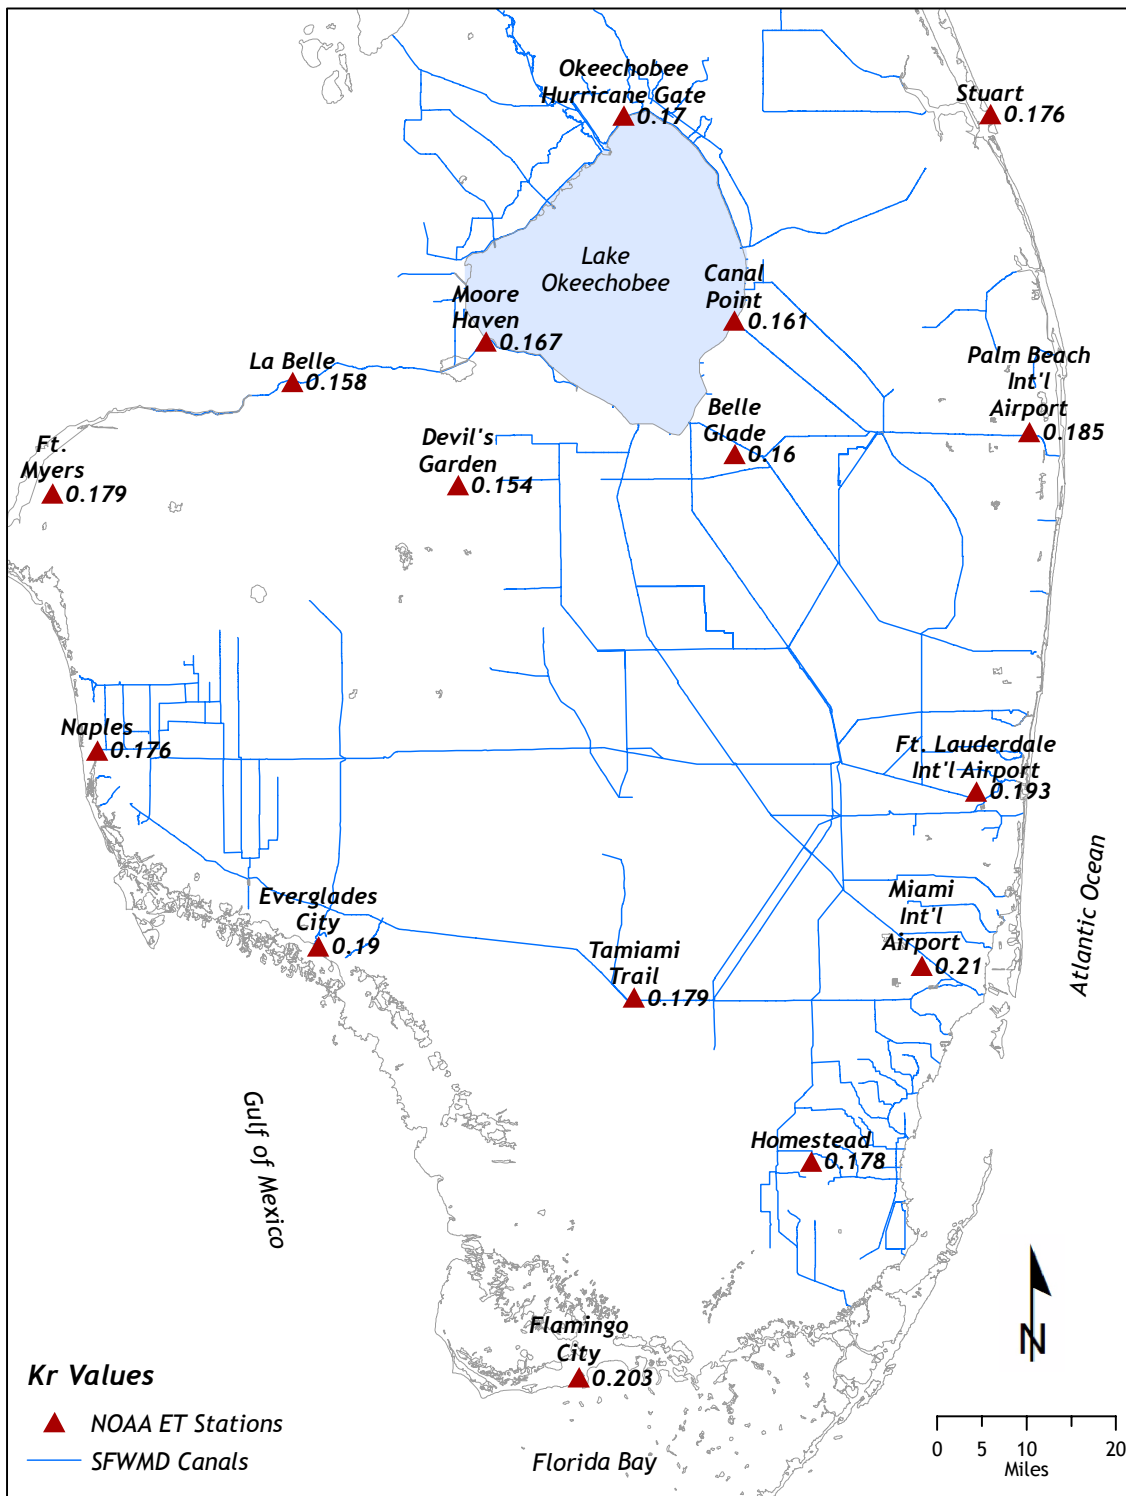 Okeechobee
Hurricane Gate
0.17
Stuart
0.176
Lake
Okeechobee
Canal
Point
0.161
Moore
Haven
0.167
La Belle
0.158
Palm Beach
Int'l
Airport
0.185
Belle
Glade
0.16
Devil's
Garden
0.154
Ft.
Myers
0.179
Naples
0.176
Ft. Lauderdale
Int'l Airport
0.193
Atlantic Ocean
Everglades
City
0.19
Miami
Int'l
Airport
0.21
Tamiami
Trail
0.179
Gulf of Mexico
Homestead
0.178
N
Flamingo
City
0.203
Kr Values
NOAA ET Stations
SFWMD Canals
Florida Bay
0 5 10 20
Miles